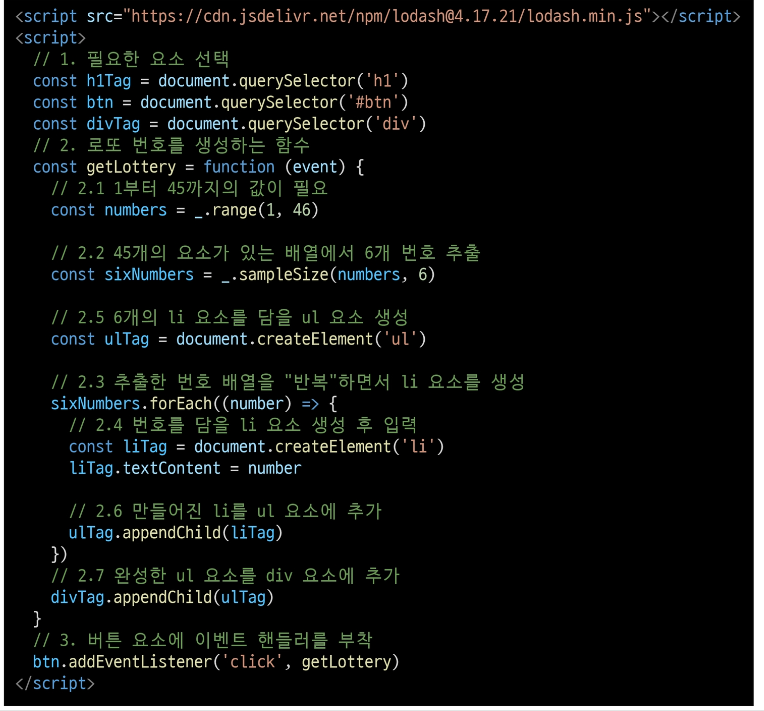 <script src="https://cdn.jsdelivr.net/npm/lodash@4.17.21/lodash.min.js"></script>
<script>
  // 1. 필요한 요소 선택
  const h1Tag = document.querySelector('h1')
  const btn = document.querySelector('#btn')
  const divTag = document.querySelector('div')
  // 2. 로또 번호를 생성하는 함수
  const getLottery = function (event) {
    // 2.1 1부터 45까지의 값이 필요
    const numbers = _.range(1, 46)
    // 2.2 45개의 요소가 있는 배열에서 6개 번호 추출
    const sixNumbers = _.sampleSize(numbers, 6)
    // 2.5 6개의 li 요소를 담을 ul 요소 생성
    const ulTag = document.createElement('ul')
    // 2.3 추출한 번호 배열을 "반복"하면서 li 요소를 생성
    sixNumbers.forEach((number) => {
      // 2.4 번호를 담을 li 요소 생성 후 입력
      const liTag = document.createElement('li')
      liTag.textContent = number
      // 2.6 만들어진 li를 ul 요소에 추가
      ulTag.appendChild(liTag)
    })
    // 2.7 완성한 ul 요소를 div 요소에 추가
    divTag.appendChild(ulTag)
  }
  // 3. 버튼 요소에 이벤트 핸들러를 부착
  btn.addEventListener('click', getLottery)
</script>